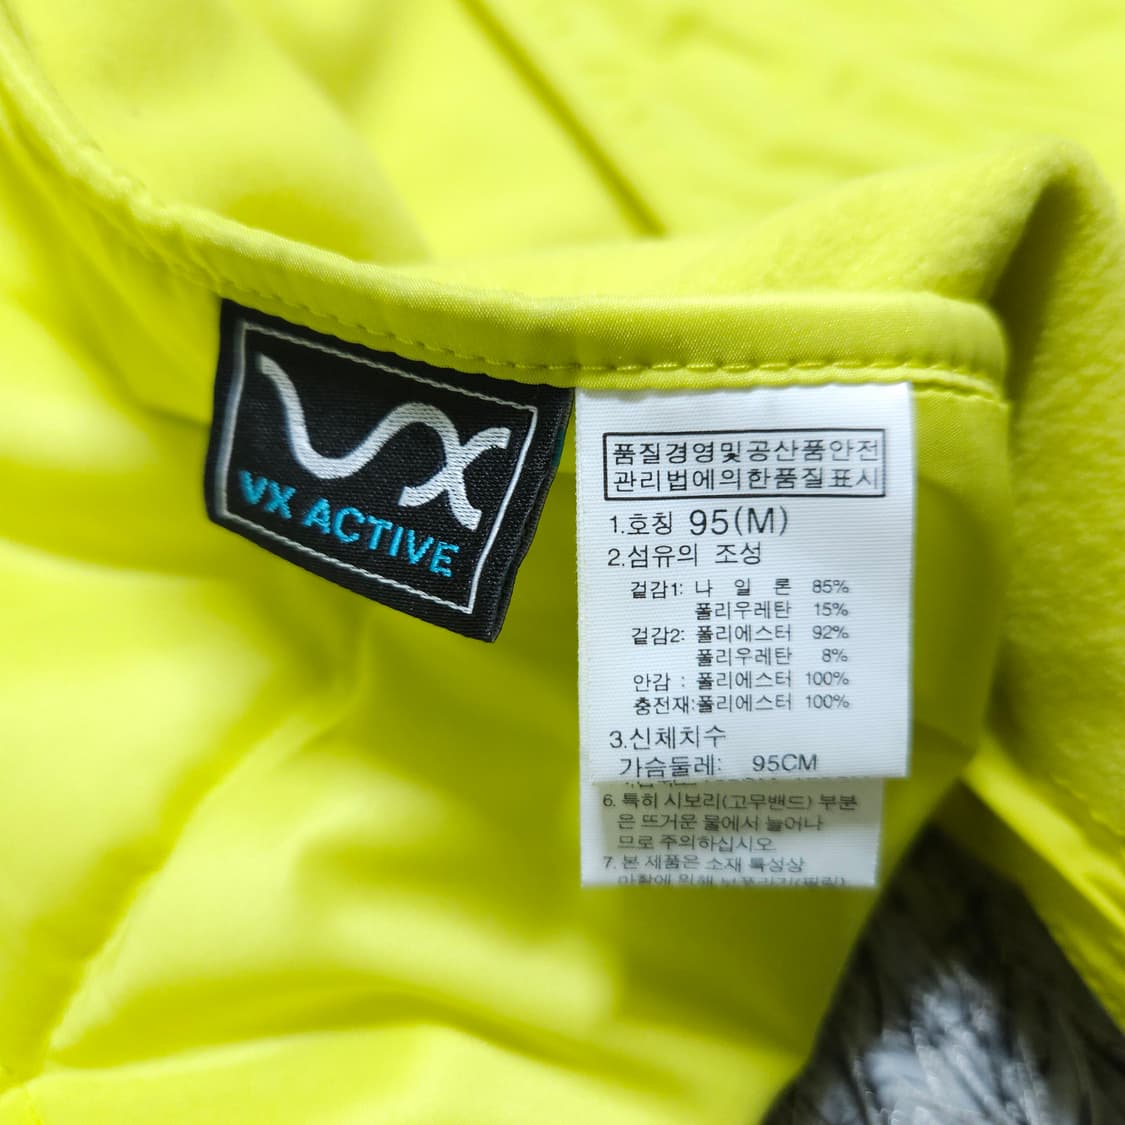 VX
VX ACTIVE
품질경영및공산품안전
관리법에의한품질표시
1.호칭 95(M)
2.섬유의 조성
겉감1: 나 일 론 85%
폴리우레탄 15%
겉감2: 폴리에스터 92%
폴리우레탄 8%
안감 : 폴리에스터 100%
충전재:폴리에스터 100%
3.신체치수
가슴둘레: 95CM
6. 특히 시보리(고무밴드) 부분
은 뜨거운 물에서 늘어나
므로 주의하십시오.
7. 본 제품은 소재 특성상